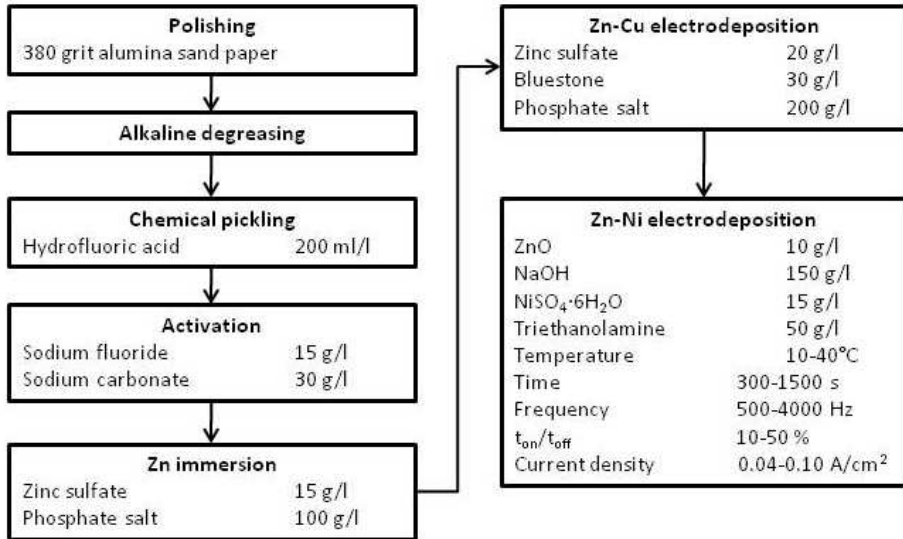 Polishing
380 grit alumina sand paper
Alkaline degreasing
Chemical pickling
Hydrofluoric acid 200 ml/l
Activation
Sodium fluoride 15 g/l
Sodium carbonate 30 g/l
Zn immersion
Zinc sulfate 15 g/l
Phosphate salt 100 g/l
Zn-Cu electrodeposition
Zinc sulfate 20 g/l
Bluestone 30 g/l
Phosphate salt 200 g/l
Zn-Ni electrodeposition
ZnO 10 g/l
NaOH 150 g/l
NiSO₄·6H₂O 15 g/l
Triethanolamine 50 g/l
Temperature 10-40°C
Time 300-1500 s
Frequency 500-4000 Hz
t_on/t_off 10-50 %
Current density 0.04-0.10 A/cm²